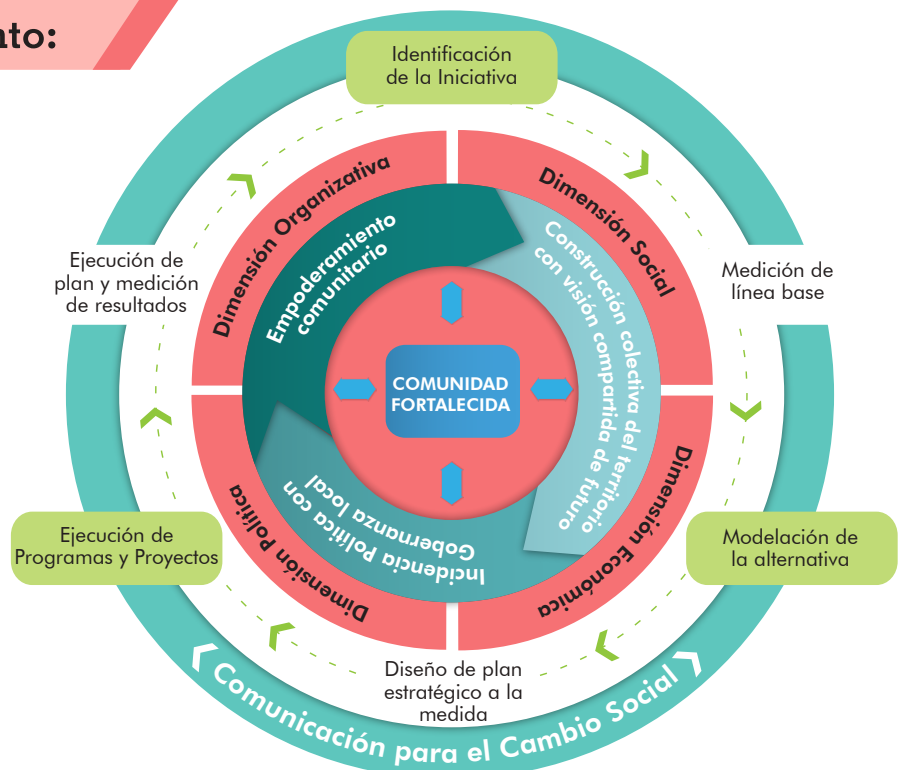 nto:
Identificación
de la Iniciativa
Dimensión Organizativa
Dimensión Social
Empoderamiento
comunitario
Construcción colectiva del territorio
con visión compartida de futuro
Ejecución de
plan y medición
de resultados
Medición de
línea base
COMUNIDAD
FORTALECIDA
Dimensión Política
Incidencia Política con
Gobernanza local
Dimensión Económica
Ejecución de
Programas y Proyectos
Modelación de
la alternativa
Diseño de plan
estratégico a la
medida
Comunicación para el Cambio Social